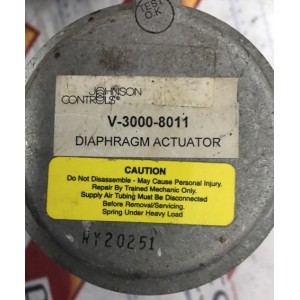 TEST
O.K
JOHNSON
CONTROLS®
V-3000-8011
DIAPHRAGM ACTUATOR
CAUTION
Do Not Disassemble - May Cause Personal Injury.
Repair By Trained Mechanic Only.
Supply Air Tubing Must Be Disconnected
Before Removal/Servicing.
Spring Under Heavy Load
WY20251